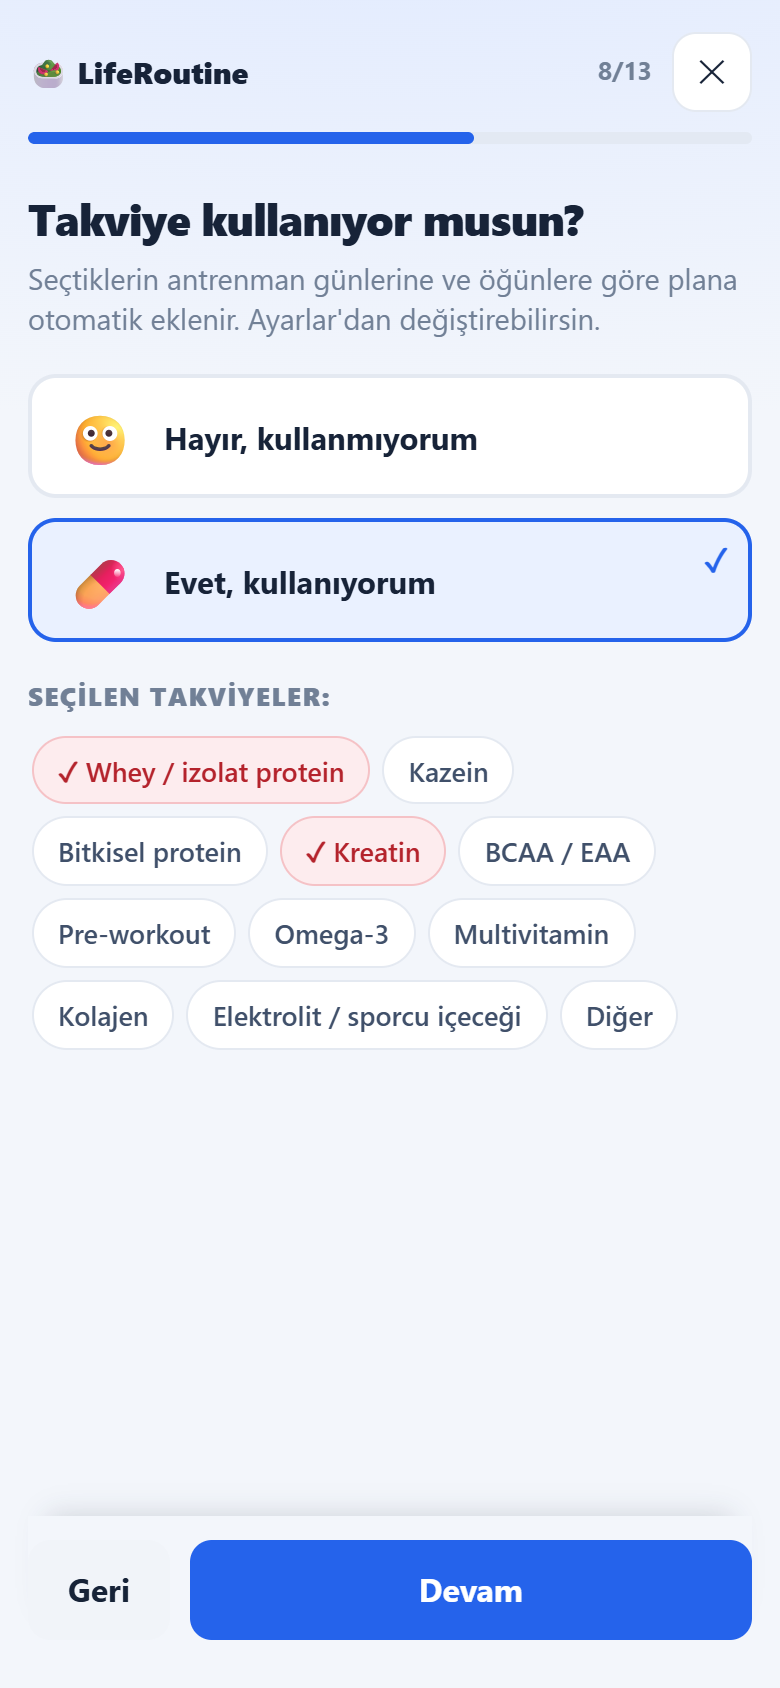 LifeRoutine
8/13
Takviye kullanıyor musun?
Seçtiklerin antrenman günlerine ve öğünlere göre plana
otomatik eklenir. Ayarlar'dan değiştirebilirsin.
Hayır, kullanmıyorum
Evet, kullanıyorum ✓
SEÇİLEN TAKVİYELER:
✓ Whey / izolat protein Kazein
Bitkisel protein ✓ Kreatin BCAA / EAA
Pre-workout Omega-3 Multivitamin
Kolajen Elektrolit / sporcu içeceği Diğer
Geri Devam